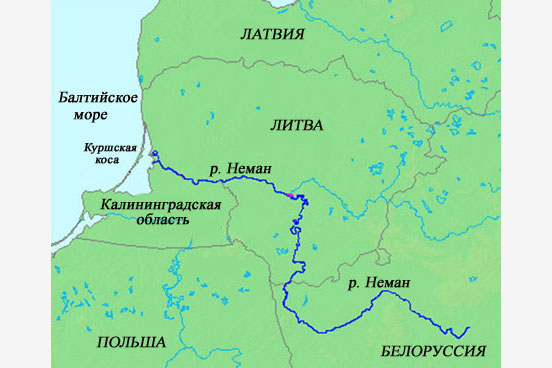 ЛАТВИЯ
Балтийское
море
ЛИТВА
Куршская
коса
р. Неман
Калининградская
область
р. Неман
ПОЛЬША
БЕЛОРУССИЯ